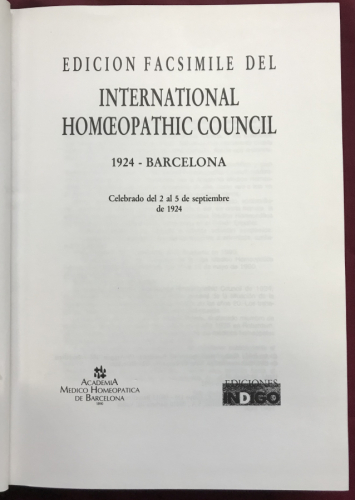 EDICION FACSIMILE DEL
INTERNATIONAL
HOMŒOPATHIC COUNCIL
1924 - BARCELONA
Celebrado del 2 al 5 de septiembre
de 1924
ACADEMIA
MEDICO HOMEOPATICA
DE BARCELONA
EDICIONES
INDIGO